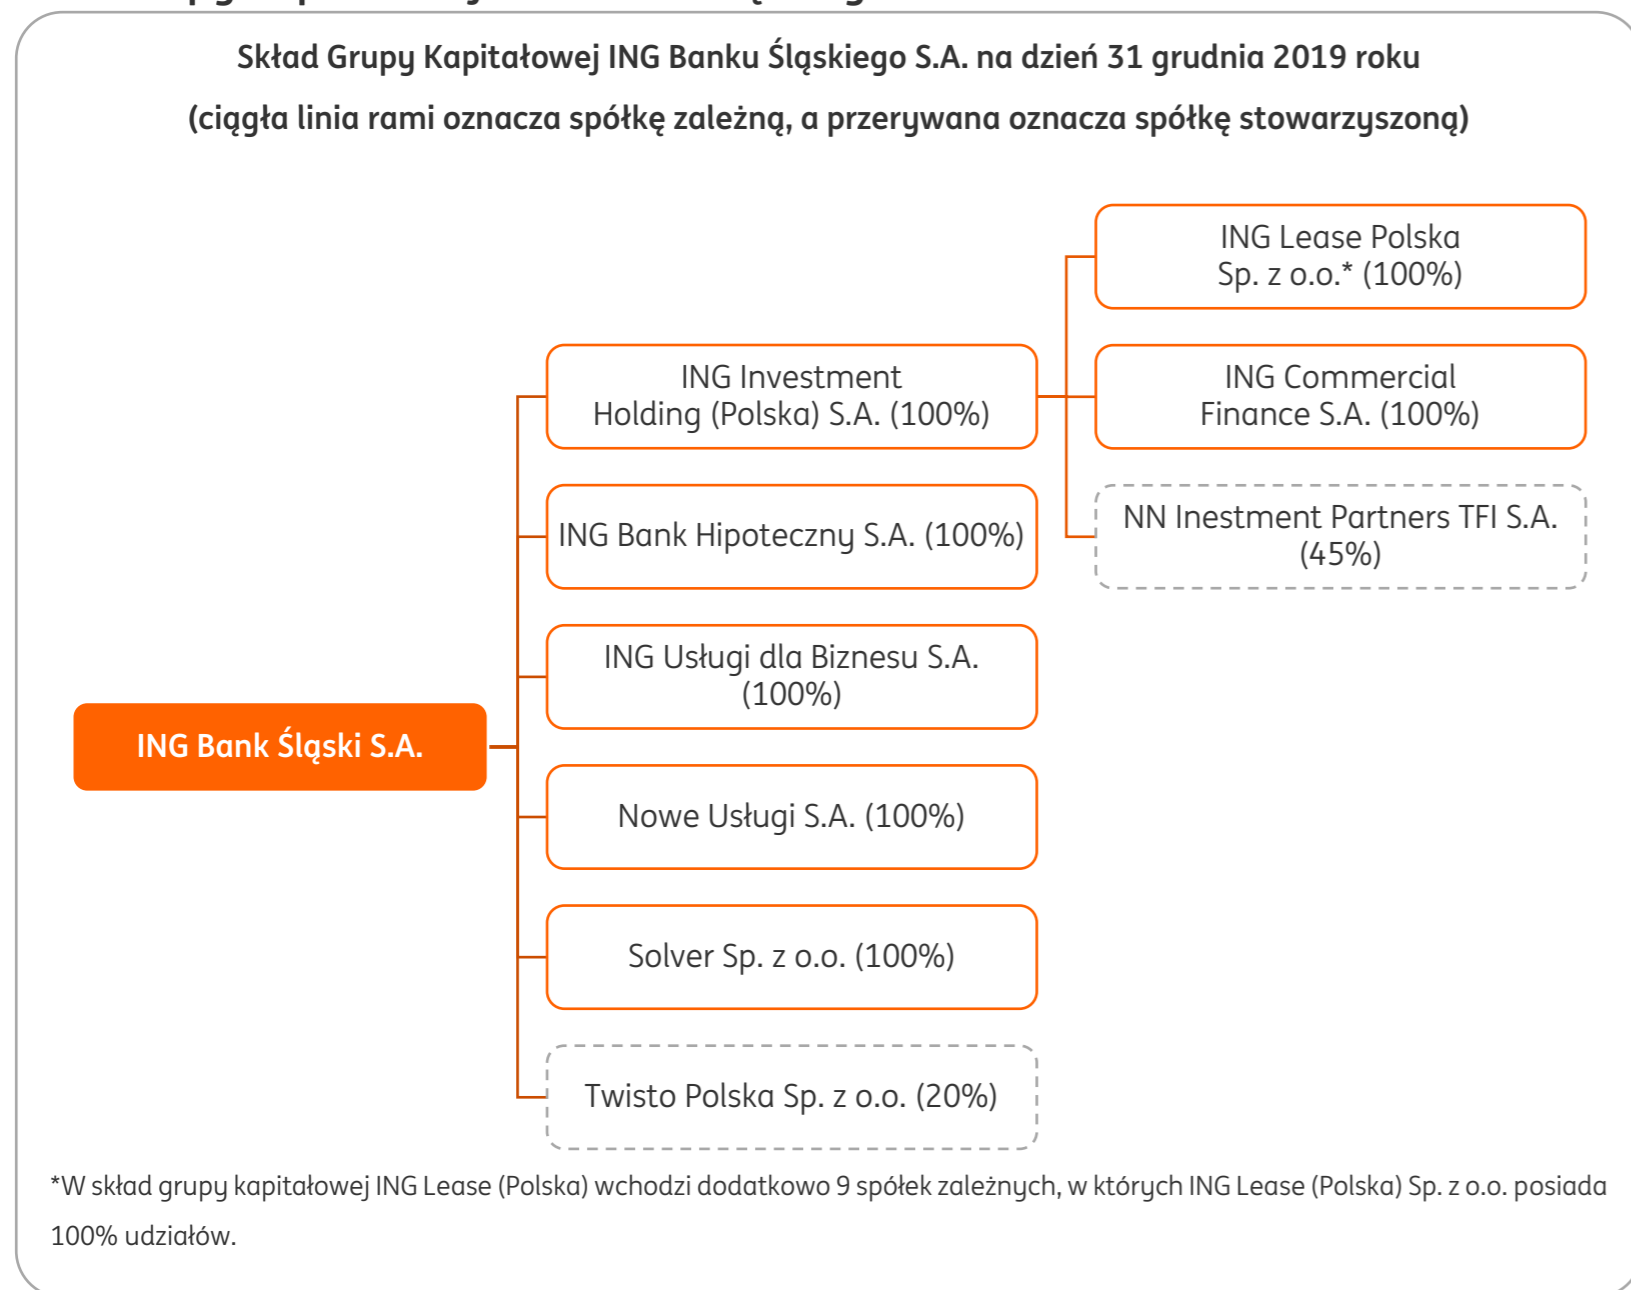 Skład Grupy Kapitałowej ING Banku Śląskiego S.A. na dzień 31 grudnia 2019 roku
(ciągła linia rami oznacza spółkę zależną, a przerywana oznacza spółkę stowarzyszoną)
ING Lease Polska
Sp. z o.o.* (100%)
ING Investment
Holding (Polska) S.A. (100%)
ING Commercial
Finance S.A. (100%)
ING Bank Hipoteczny S.A. (100%)
NN Inestment Partners TFI S.A.
(45%)
ING Usługi dla Biznesu S.A.
(100%)
ING Bank Śląski S.A.
Nowe Usługi S.A. (100%)
Solver Sp. z o.o. (100%)
Twisto Polska Sp. z o.o. (20%)
*W skład grupy kapitałowej ING Lease (Polska) wchodzi dodatkowo 9 spółek zależnych, w których ING Lease (Polska) Sp. z o.o. posiada
100% udziałów.